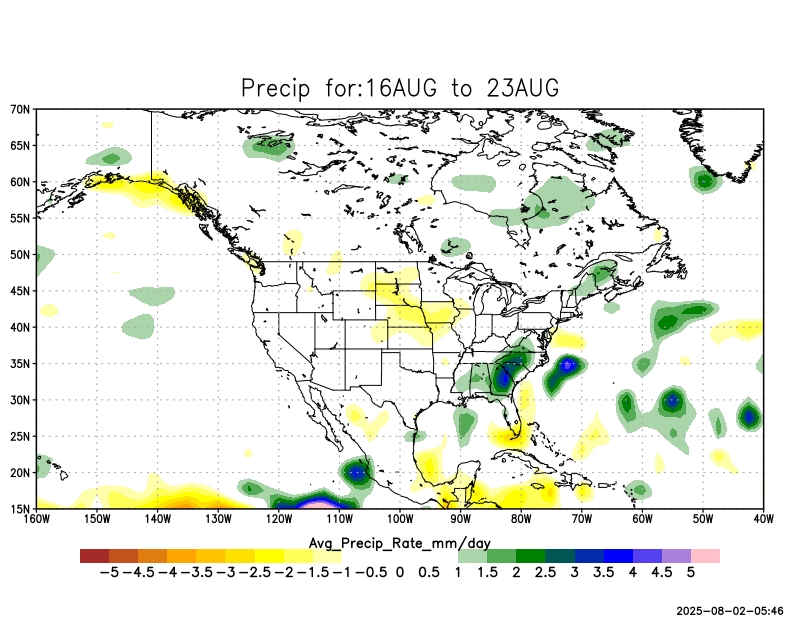 Precip for:16AUG to 23AUG
70N
65N
60N
55N
50N
45N
40N
35N
30N
25N
20N
15N
160W 150W 140W 130W 120W 110W 100W 90W 80W 70W 60W 50W 40W
Avg_Precip_Rate_mm/day
-5 -4.5 -4 -3.5 -3 -2.5 -2 -1.5 -1 -0.5 0 0.5 1 1.5 2 2.5 3 3.5 4 4.5 5
2025-08-02-05:46